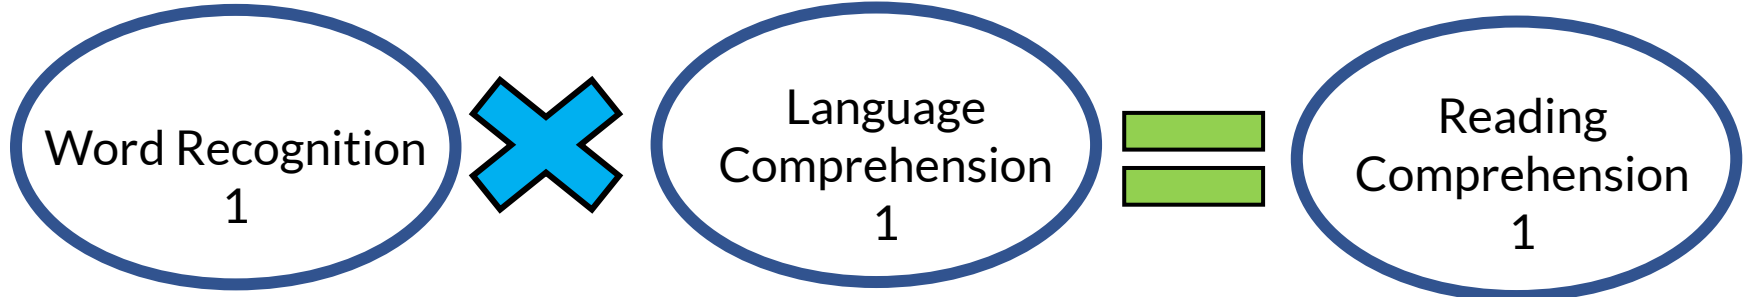 Word Recognition
1
Language
Comprehension
1
Reading
Comprehension
1